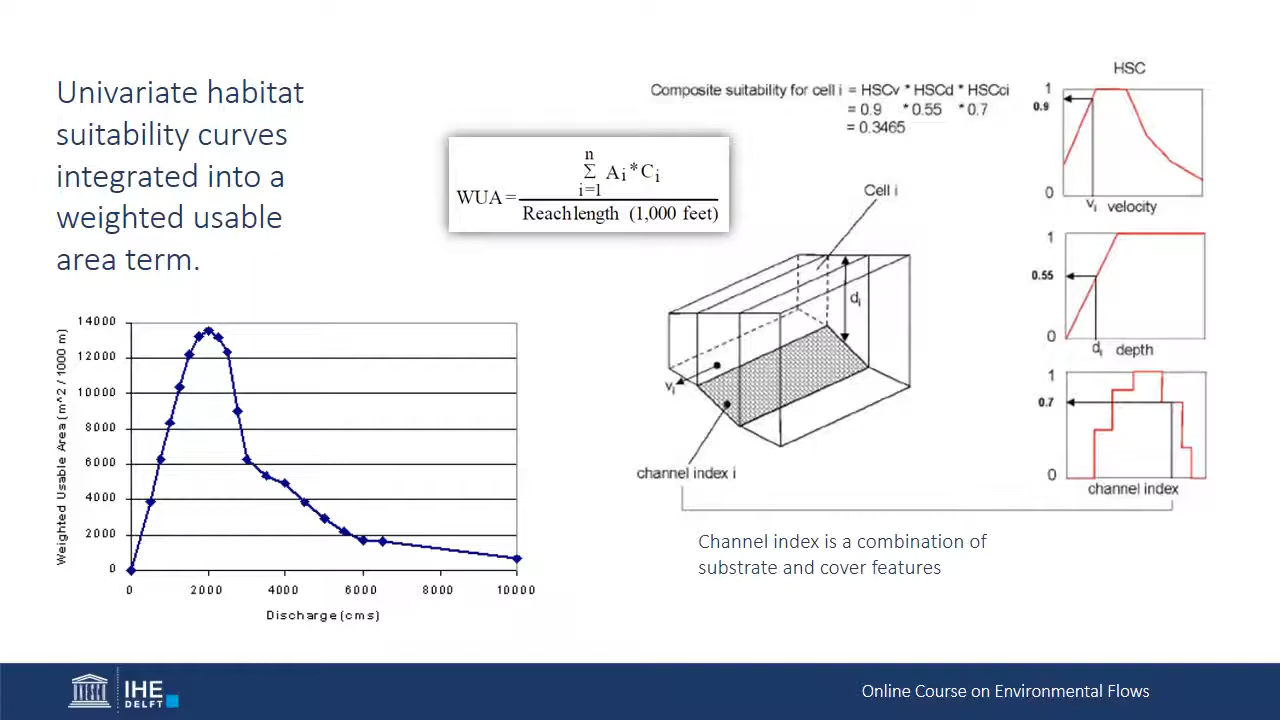 Univariate habitat
suitability curves
integrated into a
weighted usable
area term.
WUA=
n
Σ Ai*Ci
i=1
Reachlength (1,000 feet)
Composite suitability for cell i = HSCv * HSCd * HSCci
= 0.9 *0.55 *0.7
= 0.3465
HSC
1
0.9
0
vi velocity
1
0.55
0
di depth
1
0.7
0
channel index
Cell i
di
vi
channel index i
Channel index is a combination of
substrate and cover features
Weighted Usable Area (m^2 / 1000 m)
14000
12000
10000
8000
6000
4000
2000
0
0 2000 4000 6000 8000 10000
Discharge (cms)
IHE
DELFT
Online Course on Environmental Flows